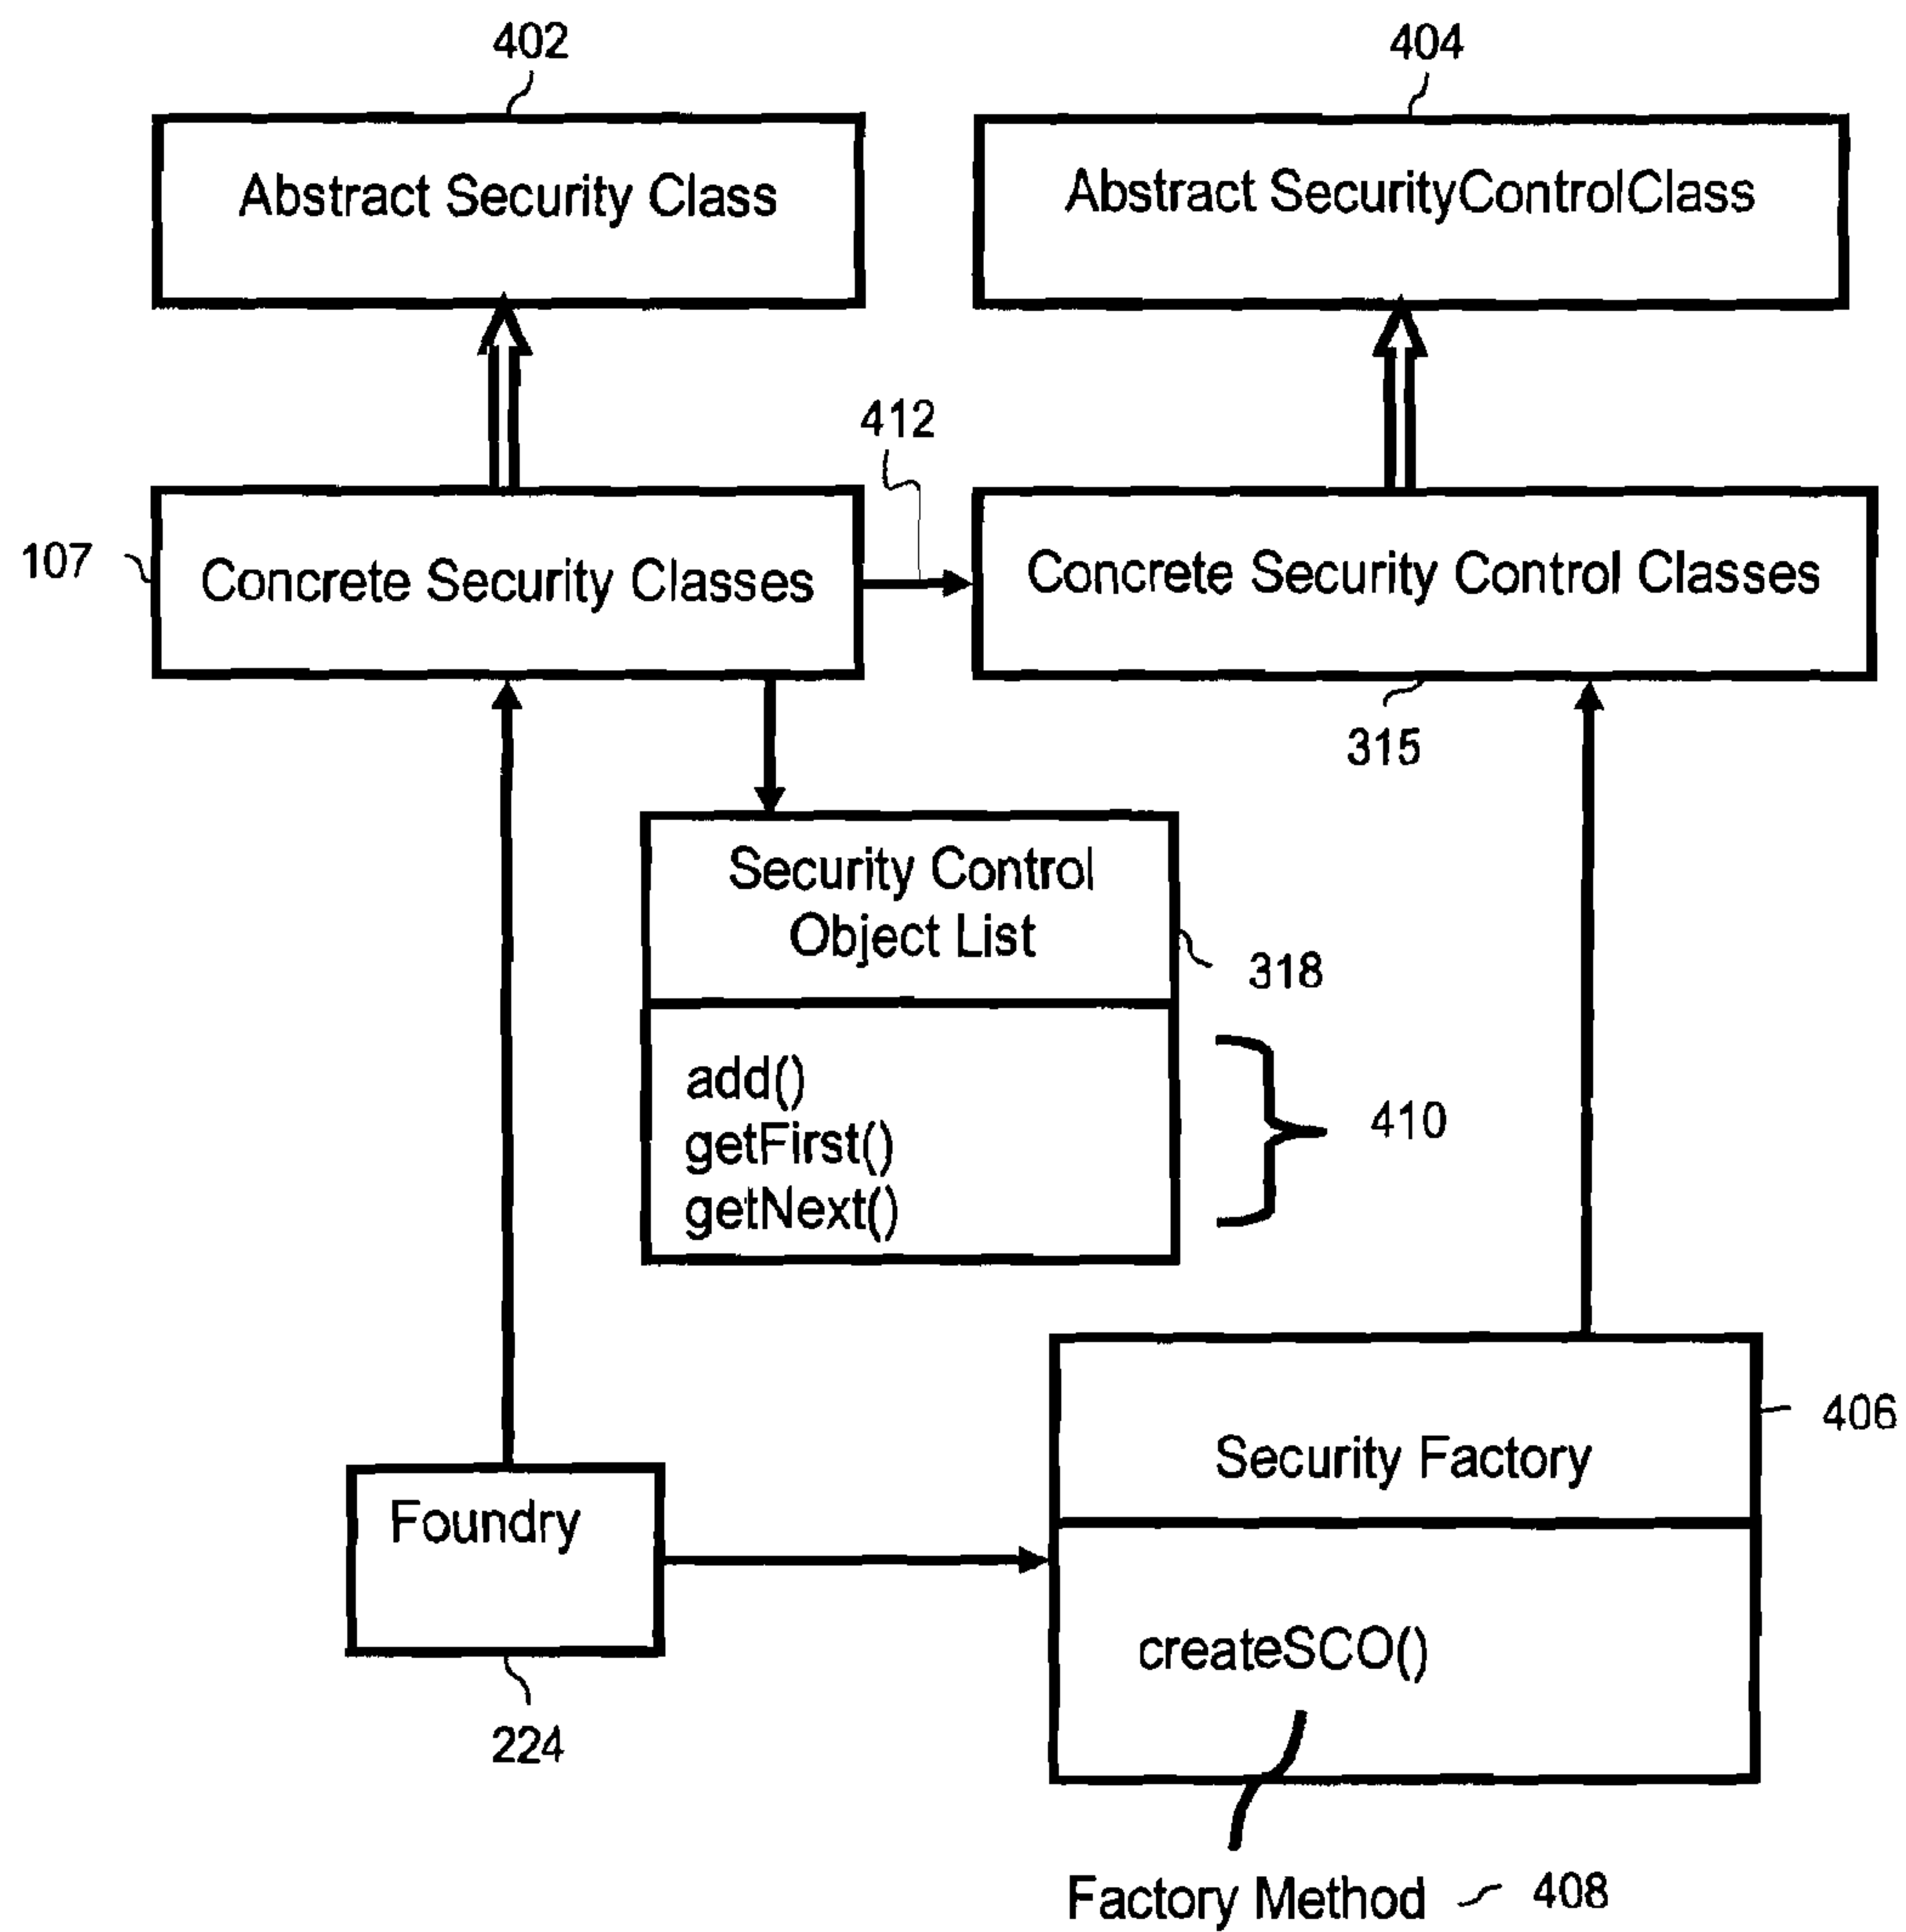 402
404
Abstract Security Class
Abstract SecurityControlClass
412
107
Concrete Security Classes
Concrete Security Control Classes
315
Security Control
Object List
318
add()
getFirst()
getNext()
410
406
Security Factory
Foundry
createSCO()
224
Factory Method
408